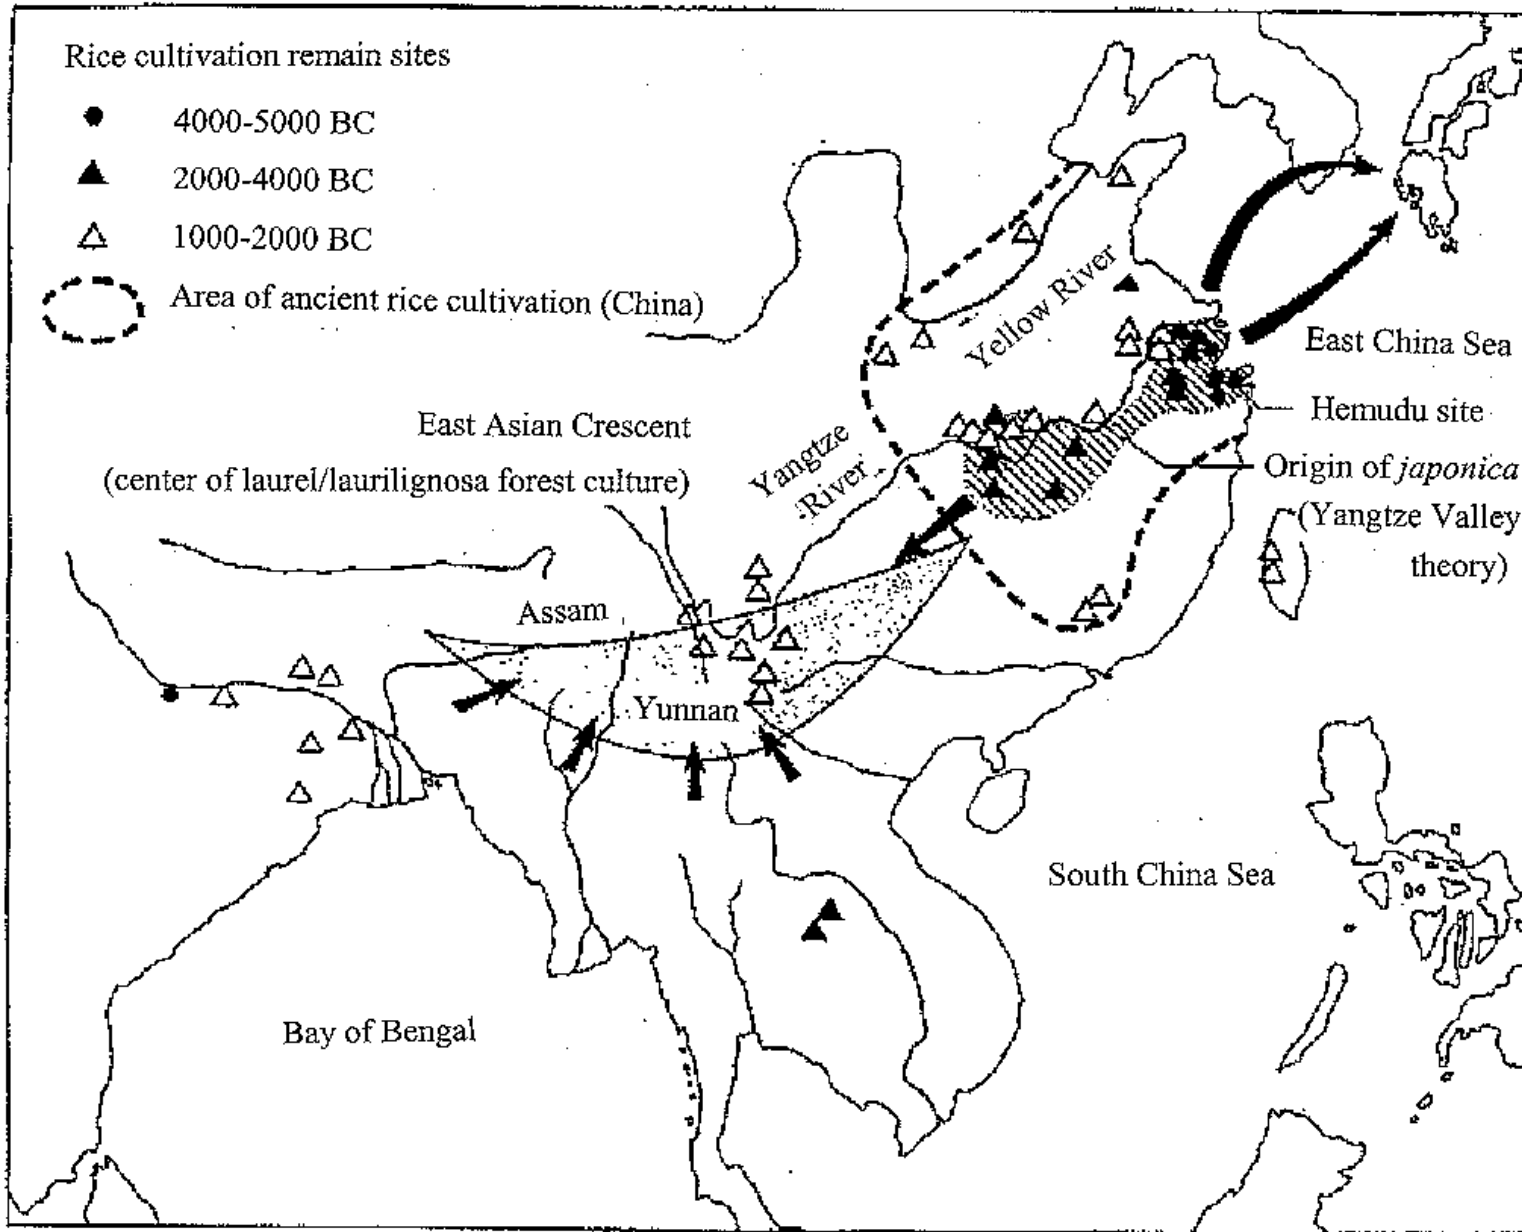 Rice cultivation remain sites
4000-5000 BC
2000-4000 BC
1000-2000 BC
Area of ancient rice cultivation (China)
Yellow River
East China Sea
Hemudu site
East Asian Crescent
(center of laurel/laurilignosa forest culture)
Yangtze
River
Origin of japonica
(Yangtze Valley
theory)
Assam
Yunnan
South China Sea
Bay of Bengal